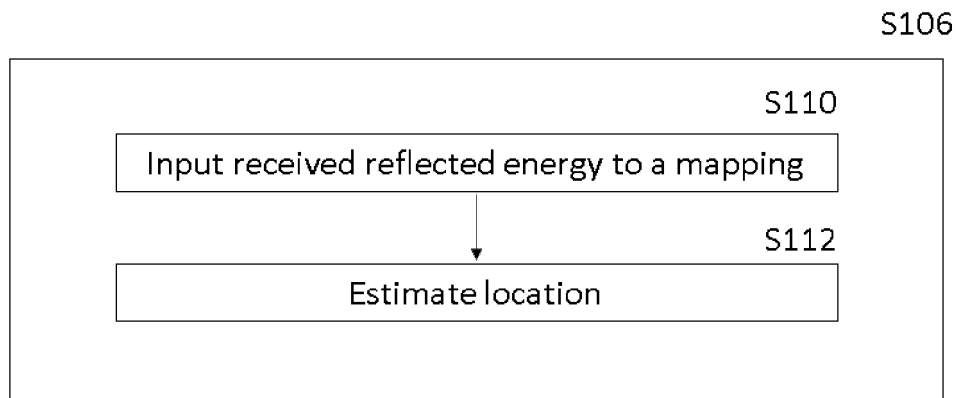 S106
S110
Input received reflected energy to a mapping
S112
Estimate location